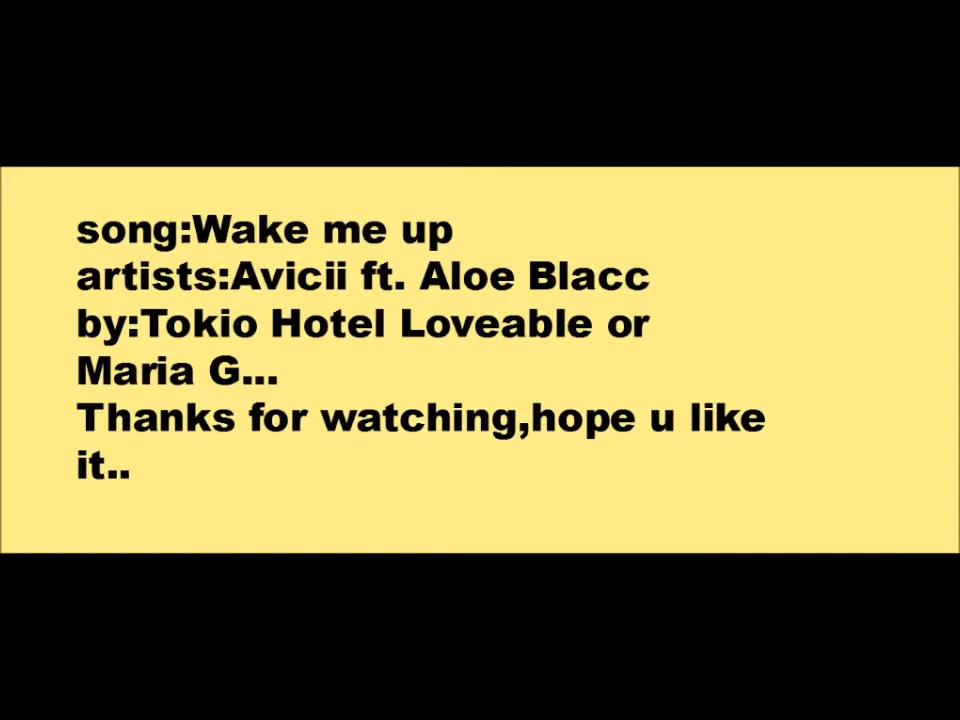 song:Wake me up
artists:Avicii ft. Aloe Blacc
by:Tokio Hotel Loveable or
Maria G...
Thanks for watching,hope u like
it..